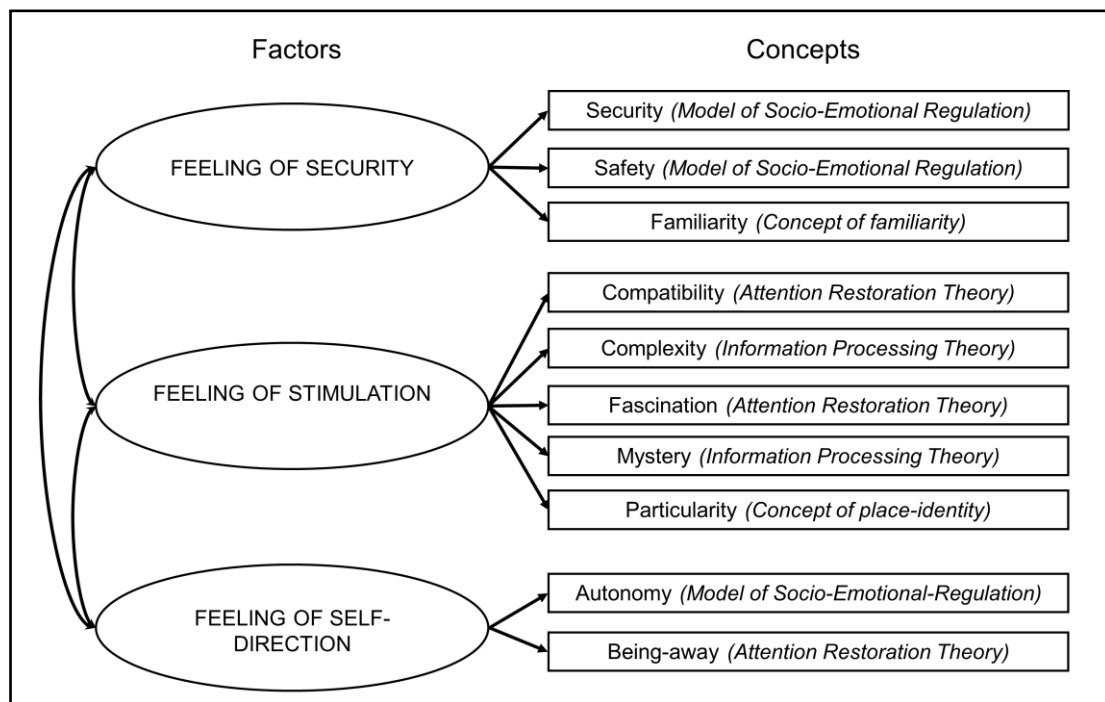 Factors
Concepts
FEELING OF SECURITY
Security (Model of Socio-Emotional Regulation)
Safety (Model of Socio-Emotional Regulation)
Familiarity (Concept of familiarity)
FEELING OF STIMULATION
Compatibility (Attention Restoration Theory)
Complexity (Information Processing Theory)
Fascination (Attention Restoration Theory)
Mystery (Information Processing Theory)
Particularity (Concept of place-identity)
FEELING OF SELF-
DIRECTION
Autonomy (Model of Socio-Emotional-Regulation)
Being-away (Attention Restoration Theory)